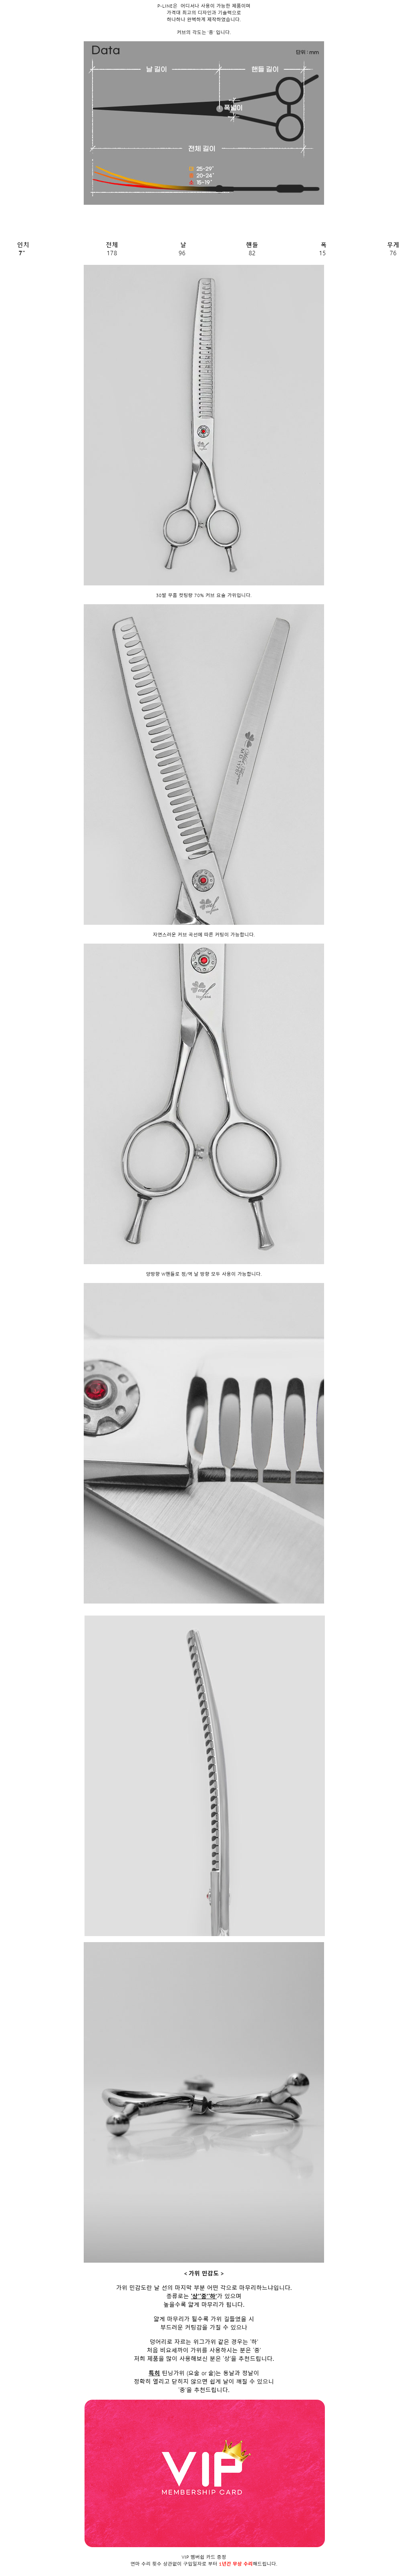 P-LINE은 어디서나 사용이 가능한 제품이며
가격대 최고의 디자인과 기술력으로
하나하나 완벽하게 제작하였습니다.
커브의 각도는 '중' 입니다.
Data
단위 : mm
날 길이
핸들 길이
폭 넓이
전체 길이
25~29˚
20~24˚
15~19˚
인치 전체 날 핸들 폭 무게
7" 178 96 82 15 76
30발 무홈 컷팅량 70% 커브 요술 가위입니다.
자연스러운 커브 곡선에 따른 커팅이 가능합니다.
양방향 W핸들로 정/역 날 방향 모두 사용이 가능합니다.
< 가위 민감도 >
가위 민감도란 날 선의 마지막 부분 어떤 각으로 마무리하느냐입니다.
종류로는 '상''중''하'가 있으며
높을수록 얇게 마무리가 됩니다.
얇게 마무리가 될수록 가위 길들였을 시
부드러운 커팅감을 가질 수 있으나
덩어리로 자르는 위그가위 같은 경우는 '하'
처음 바요세까이 가위를 사용하시는 분은 '중'
저희 제품을 많이 사용해보신 분은 '상'을 추천드립니다.
특히 틴닝가위 (요술 or 숱)는 동날과 정날이
정확히 열리고 닫히지 않으면 쉽게 날이 깨질 수 있으니
'중'을 추천드립니다.
VIP
MEMBERSHIP CARD
VIP 멤버쉽 카드 증정
연마 수리 횟수 상관없이 구입일자로 부터 1년간 무상 수리해드립니다.